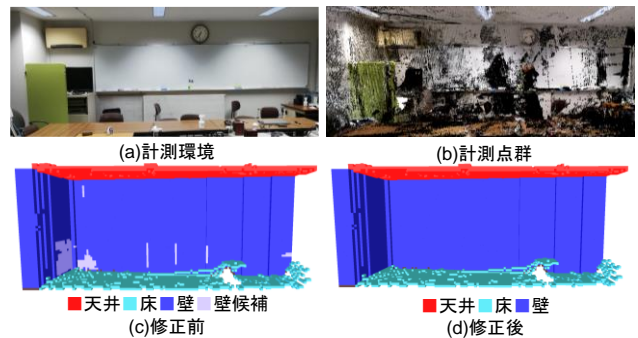 (a)計測環境
(b)計測点群
天井 床 壁 壁候補
(c)修正前
天井 床 壁
(d)修正後